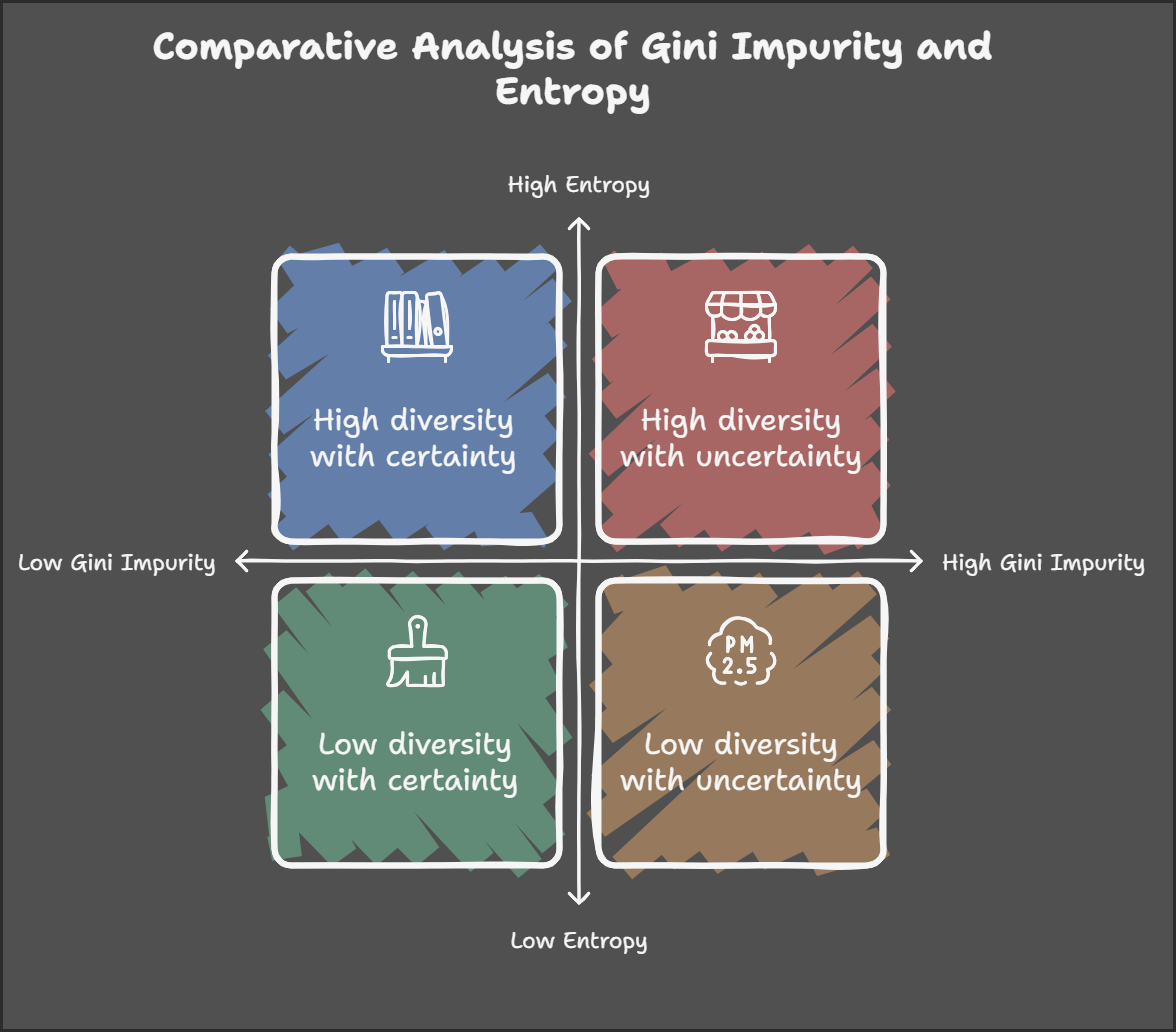 Comparative Analysis of Gini Impurity and
Entropy
High Entropy
High diversity
with certainty
High diversity
with uncertainty
Low Gini Impurity
High Gini Impurity
PM
2.5
Low diversity
with certainty
Low diversity
with uncertainty
Low Entropy